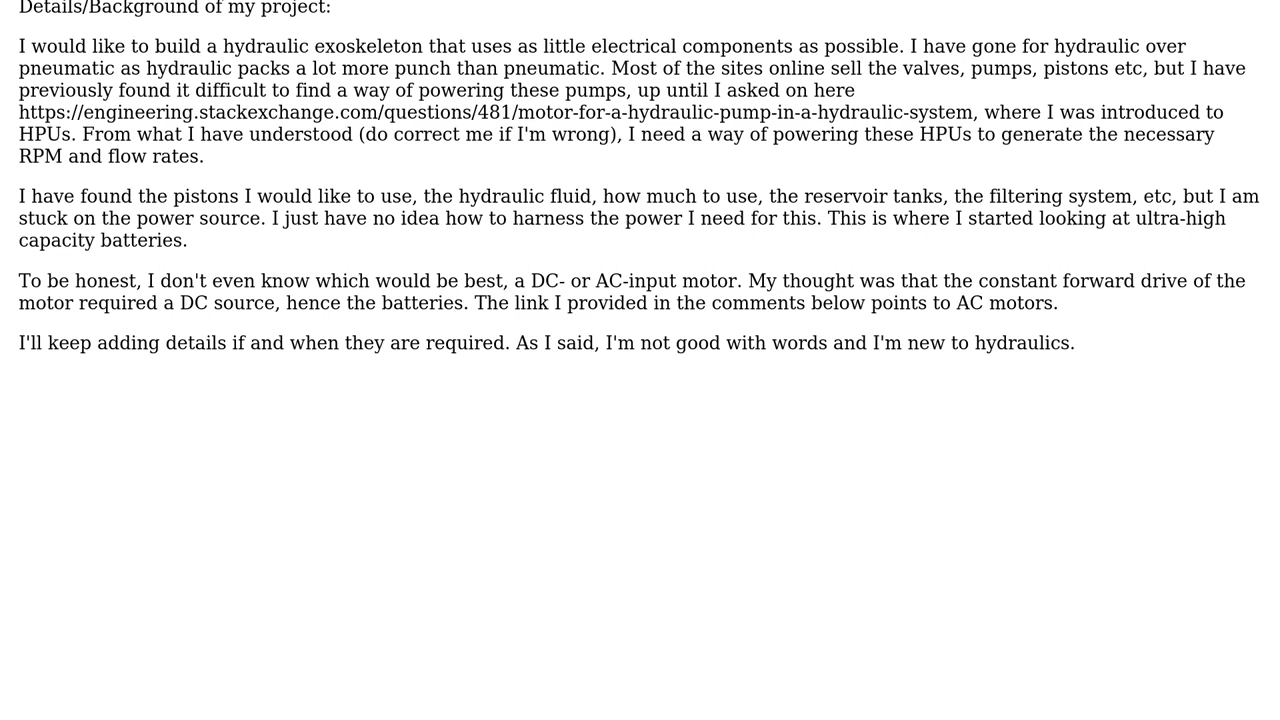 Details/Background of my project:
I would like to build a hydraulic exoskeleton that uses as little electrical components as possible. I have gone for hydraulic over
pneumatic as hydraulic packs a lot more punch than pneumatic. Most of the sites online sell the valves, pumps, pistons etc, but I have
previously found it difficult to find a way of powering these pumps, up until I asked on here
https://engineering.stackexchange.com/questions/481/motor-for-a-hydraulic-pump-in-a-hydraulic-system, where I was introduced to
HPUs. From what I have understood (do correct me if I'm wrong), I need a way of powering these HPUs to generate the necessary
RPM and flow rates.
I have found the pistons I would like to use, the hydraulic fluid, how much to use, the reservoir tanks, the filtering system, etc, but I am
stuck on the power source. I just have no idea how to harness the power I need for this. This is where I started looking at ultra-high
capacity batteries.
To be honest, I don't even know which would be best, a DC- or AC-input motor. My thought was that the constant forward drive of the
motor required a DC source, hence the batteries. The link I provided in the comments below points to AC motors.
I'll keep adding details if and when they are required. As I said, I'm not good with words and I'm new to hydraulics.